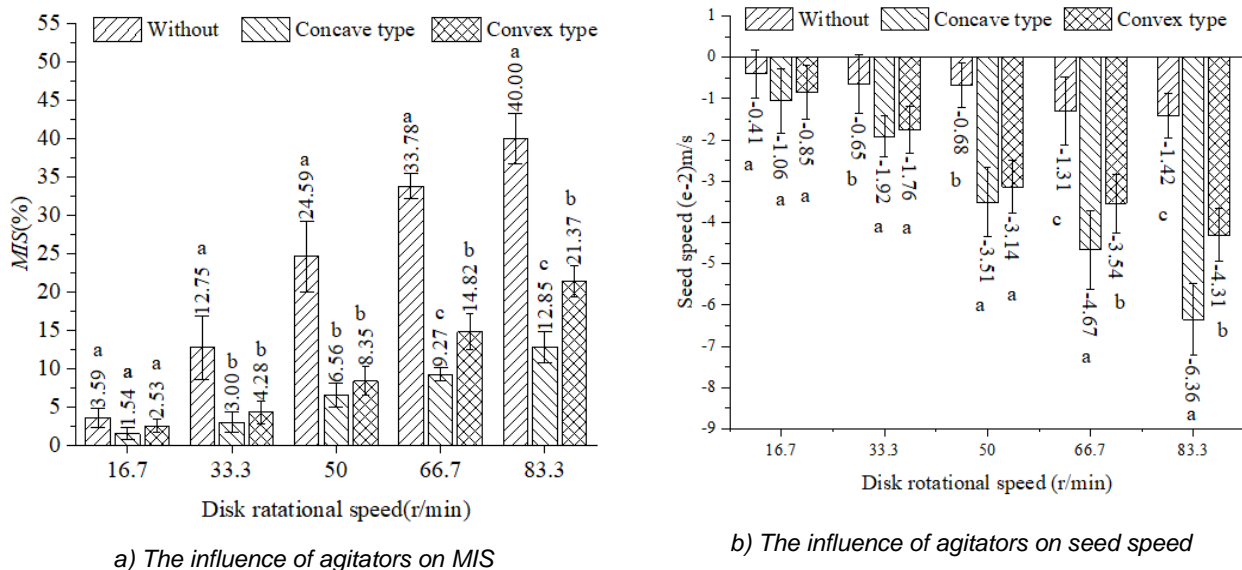 Without Concave type Convex type
MIS(%)
55
50
45
40
35
30
25
20
15
10
5
0
a a a
3.59 1.54 2.53
a b b
12.75 3.00 4.28
a b b
24.59 6.56 8.35
a c b
33.78 9.27 14.82
a c b
40.00 12.85 21.37
16.7 33.3 50 66.7 83.3
Disk ratational speed(r/min)
a) The influence of agitators on MIS
Without Concave type Convex type
Seed speed (e-2)m/s
1
0
-1
-2
-3
-4
-5
-6
-7
-8
-9
-0.41 -1.06 -0.85
a a a
-0.65 -1.92 -1.76
b a a
-0.68 -3.51 -3.14
b a a
-1.31 -4.67 -3.54
c a b
-1.42 -6.36 -4.31
c a b
16.7 33.3 50 66.7 83.3
Disk rotational speed (r/min)
b) The influence of agitators on seed speed